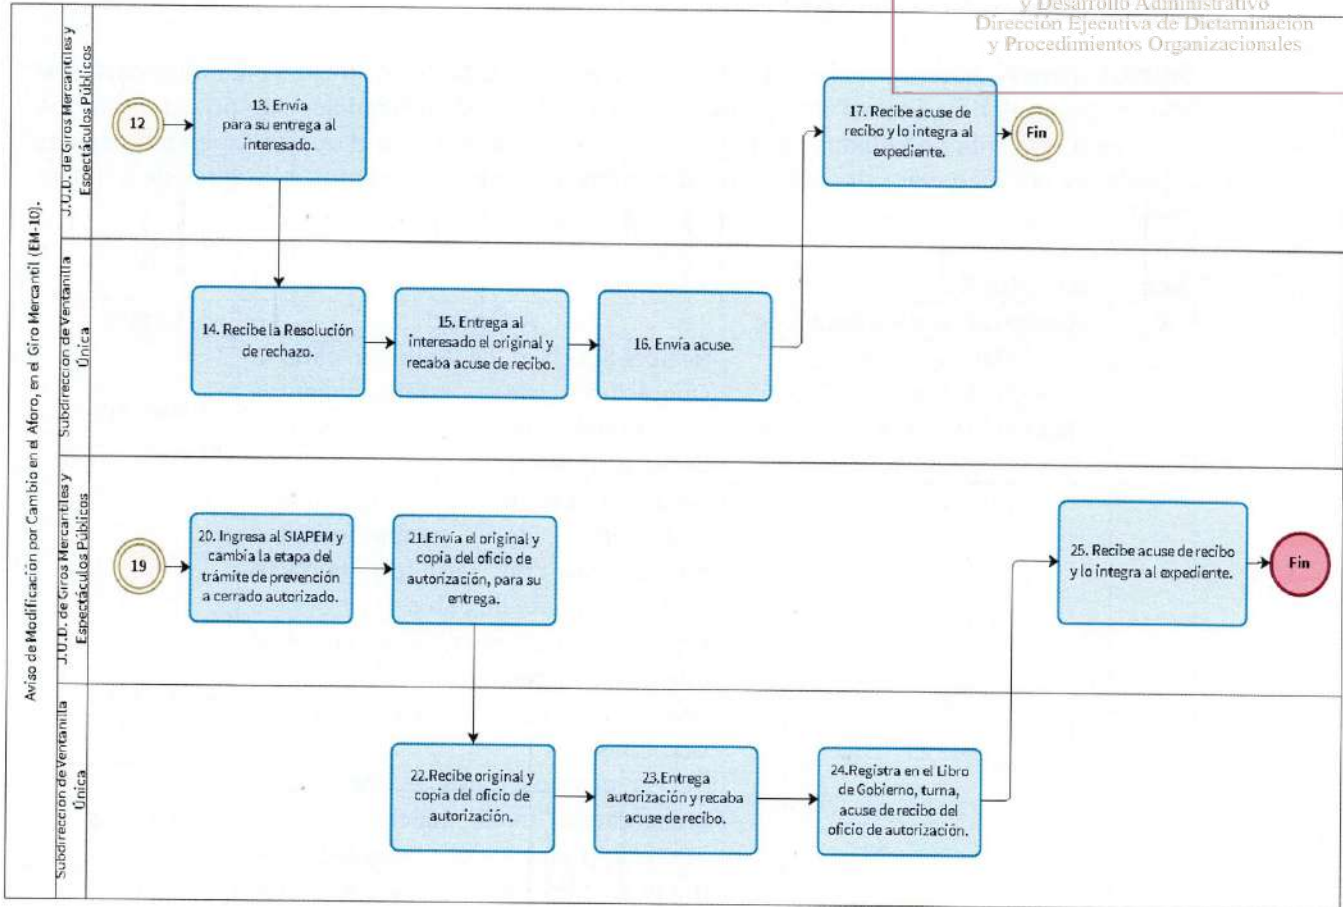 y Desarrollo Administrativo
Dirección Ejecutiva de Dictaminación
y Procedimientos Organizacionales
Aviso de Modificación por Cambio en el Aforo, en el Giro Mercantil (EM-10).
J.U.D. de Giros Mercantiles y
Espectáculos Públicos
12
13. Envía
para su entrega al
interesado.
17. Recibe acuse de
recibo y lo integra al
expediente.
Fin
Subdirección de Ventanilla
Única
14. Recibe la Resolución
de rechazo.
15. Entrega al
interesado el original y
recaba acuse de recibo.
16. Envía acuse.
J.U.D. de Giros Mercantiles y
Espectáculos Públicos
19
20. Ingresa al SIAPEM y
cambia la etapa del
trámite de prevención
a cerrado autorizado.
21.Envía el original y
copia del oficio de
autorización, para su
entrega.
25. Recibe acuse de recibo
y lo integra al expediente.
Fin
Subdirección de Ventanilla
Única
22.Recibe original y
copia del oficio de
autorización.
23.Entrega
autorización y recaba
acuse de recibo.
24.Registra en el Libro
de Gobierno, turna,
acuse de recibo del
oficio de autorización.